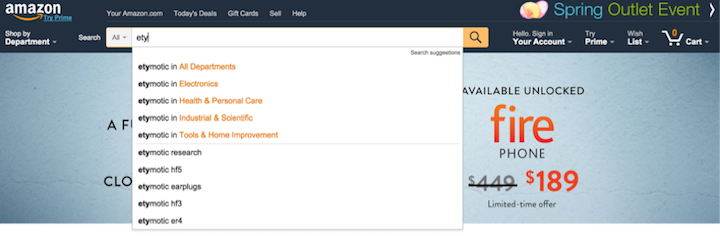 amazon
Try Prime
Your Amazon.com Today's Deals Gift Cards Sell Help
Spring Outlet Event
Shop by
Department
Search All ety
Hello. Sign in
Your Account
Try
Prime
Wish
List
0
Cart
Search suggestions
etymotic in All Departments
etymotic in Electronics
etymotic in Health & Personal Care
etymotic in Industrial & Scientific
etymotic in Tools & Home Improvement
etymotic research
etymotic hf5
etymotic earplugs
etymotic hf3
etymotic er4
A F
CLO
AVAILABLE UNLOCKED
fire
PHONE
$449 $189
Limited-time offer